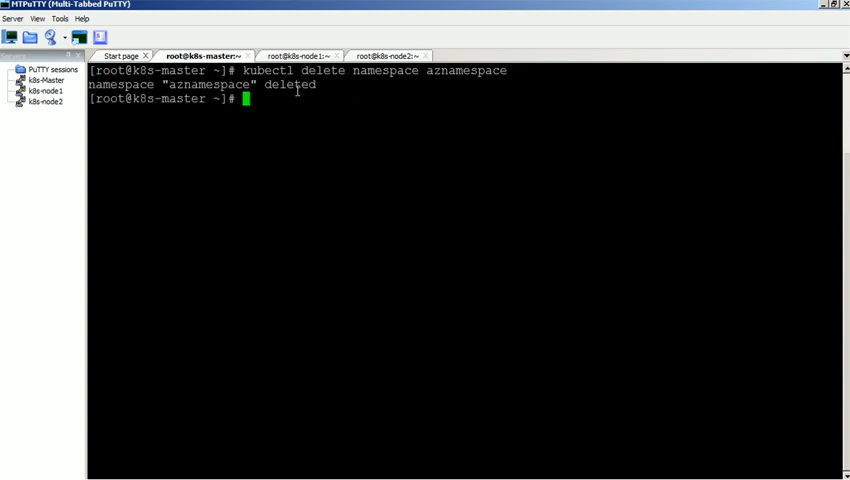 MTPuTTY (Multi-Tabbed PuTTY)
Server View Tools Help
Start page root@k8s-master:~ root@k8s-node1:~ root@k8s-node2:~
PuTTY sessions
k8s-Master
k8s-node1
k8s-node2
[root@k8s-master ~]# kubectl delete namespace aznamespace
namespace "aznamespace" deleted
[root@k8s-master ~]#